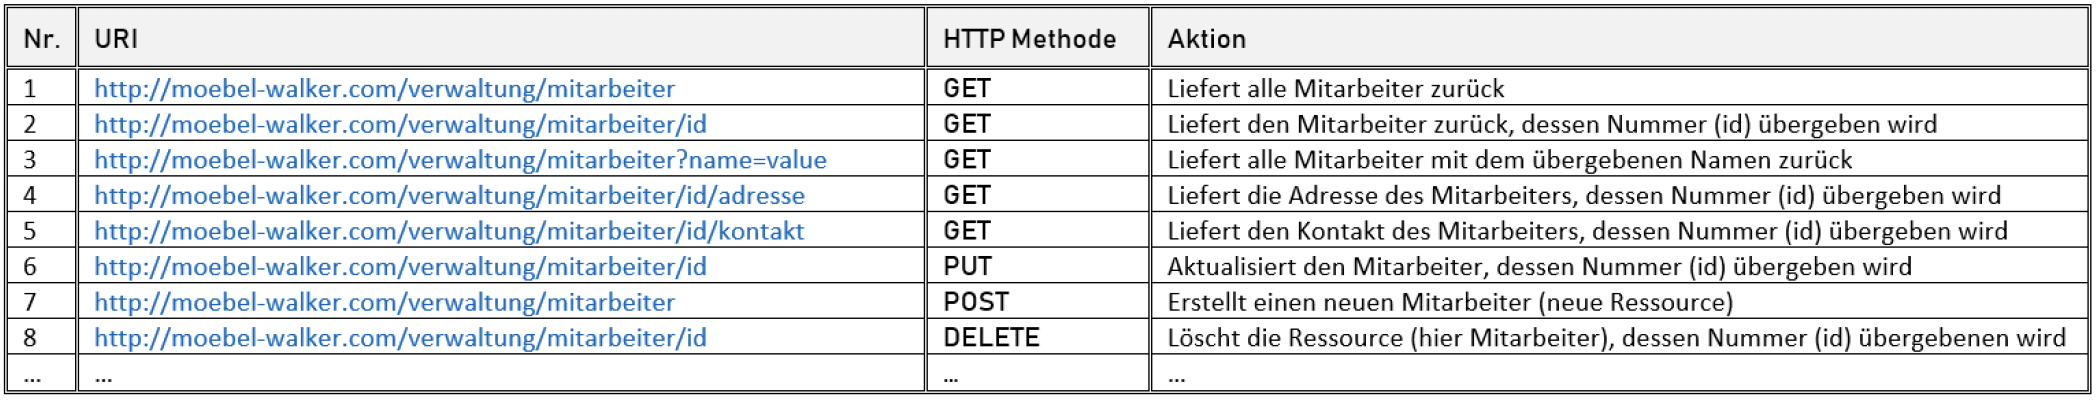 Nr. URI HTTP Methode Aktion
1 http://moebel-walker.com/verwaltung/mitarbeiter GET Liefert alle Mitarbeiter zurück
2 http://moebel-walker.com/verwaltung/mitarbeiter/id GET Liefert den Mitarbeiter zurück, dessen Nummer (id) übergeben wird
3 http://moebel-walker.com/verwaltung/mitarbeiter?name=value GET Liefert alle Mitarbeiter mit dem übergebenen Namen zurück
4 http://moebel-walker.com/verwaltung/mitarbeiter/id/adresse GET Liefert die Adresse des Mitarbeiters, dessen Nummer (id) übergeben wird
5 http://moebel-walker.com/verwaltung/mitarbeiter/id/kontakt GET Liefert den Kontakt des Mitarbeiters, dessen Nummer (id) übergeben wird
6 http://moebel-walker.com/verwaltung/mitarbeiter/id PUT Aktualisiert den Mitarbeiter, dessen Nummer (id) übergeben wird
7 http://moebel-walker.com/verwaltung/mitarbeiter POST Erstellt einen neuen Mitarbeiter (neue Ressource)
8 http://moebel-walker.com/verwaltung/mitarbeiter/id DELETE Löscht die Ressource (hier Mitarbeiter), dessen Nummer (id) übergebenen wird
... ... ... ...